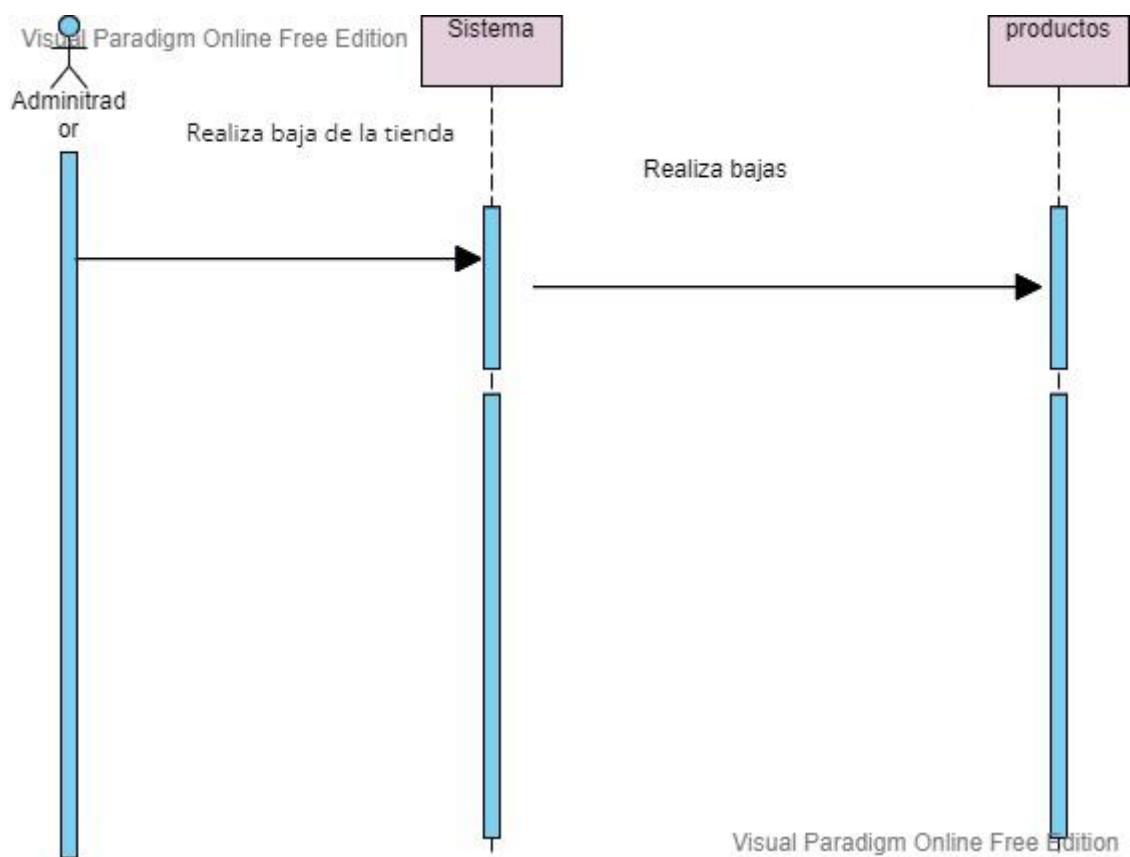 Visual Paradigm Online Free Edition
Sistema
productos
Adminitrad
or
Realiza baja de la tienda
Realiza bajas
Visual Paradigm Online Free Edition